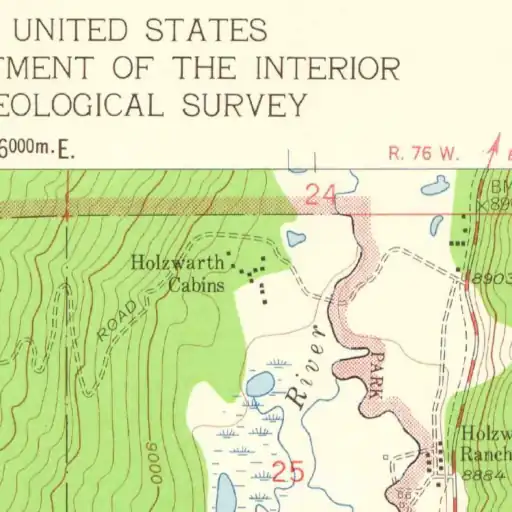 UNITED STATES
TMENT OF THE INTERIOR
EOLOGICAL SURVEY
6000m.E.
R. 76 W.
24
BM
Holzwarth
Cabins
8903
ROAD
River
PARK
9000
25
Holzw
Ranch
8884